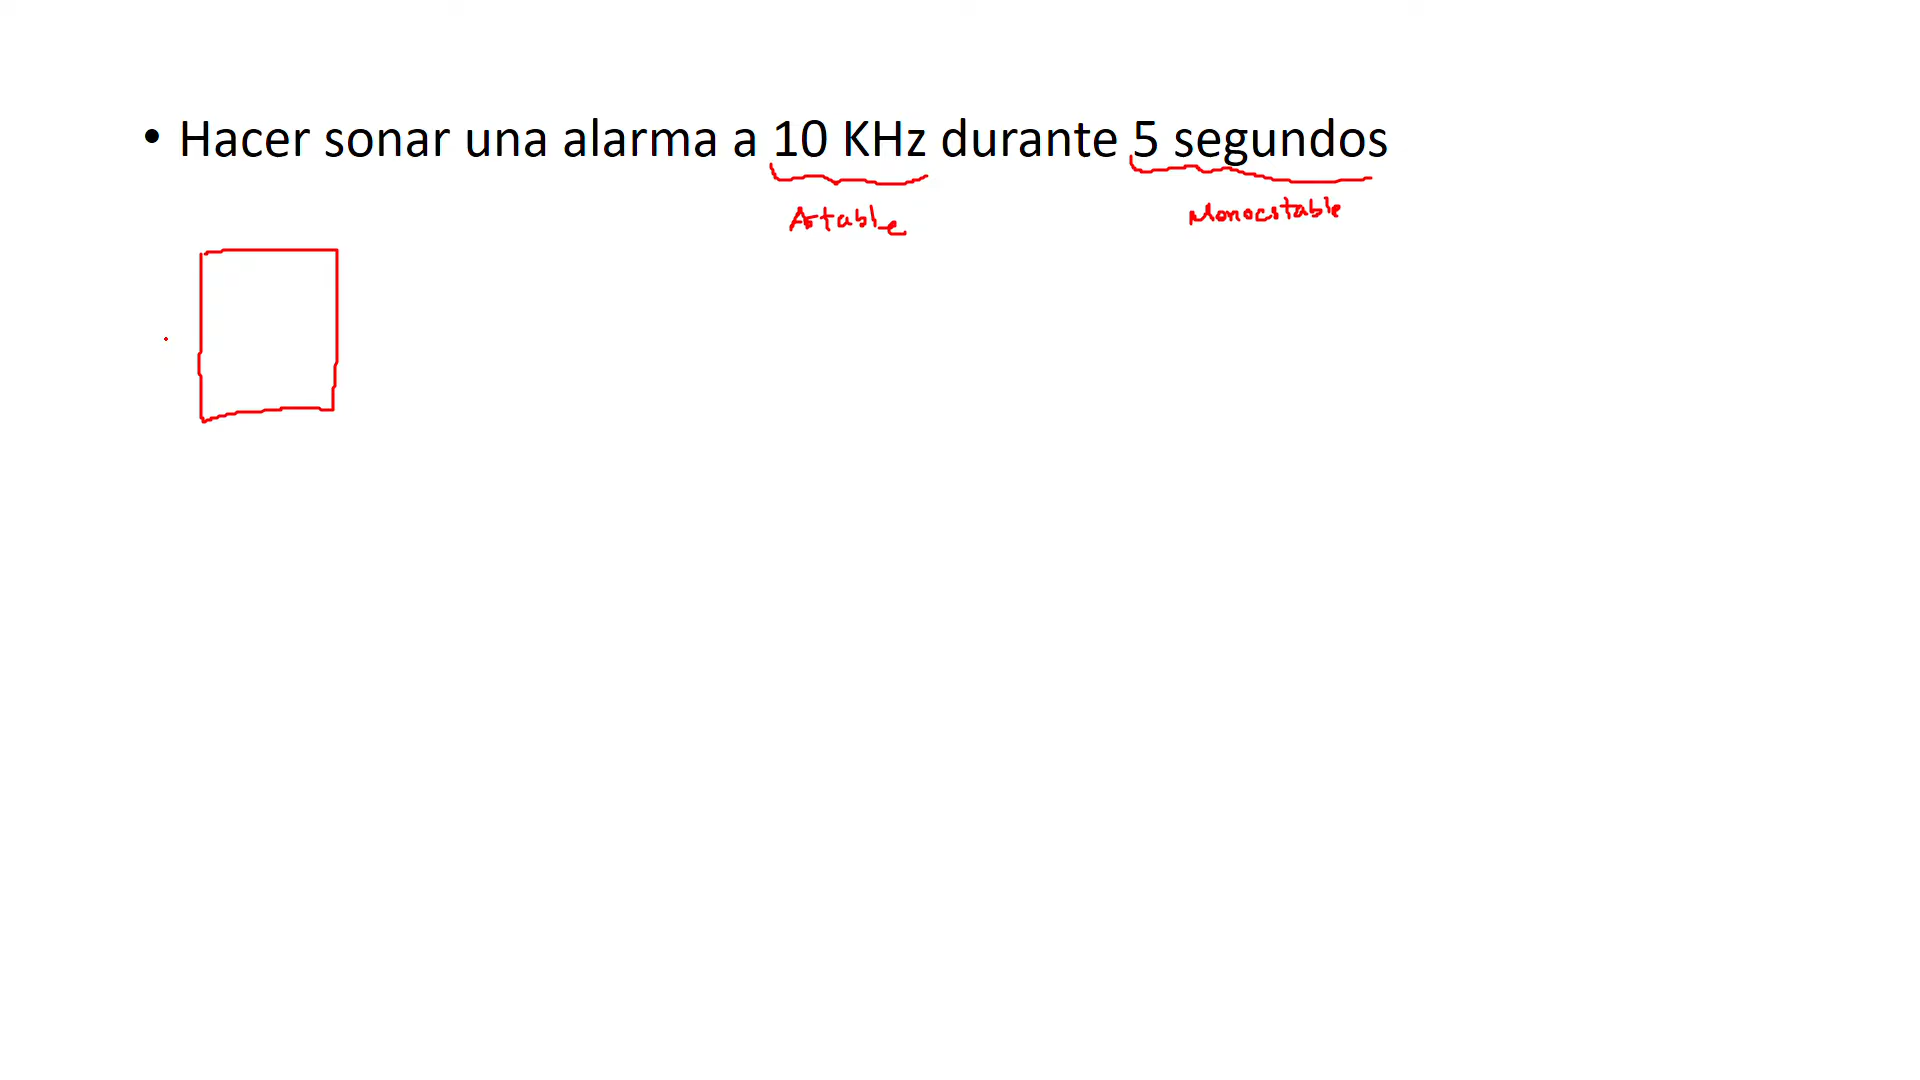 • Hacer sonar una alarma a 10 KHz durante 5 segundos
Astable Monoestable